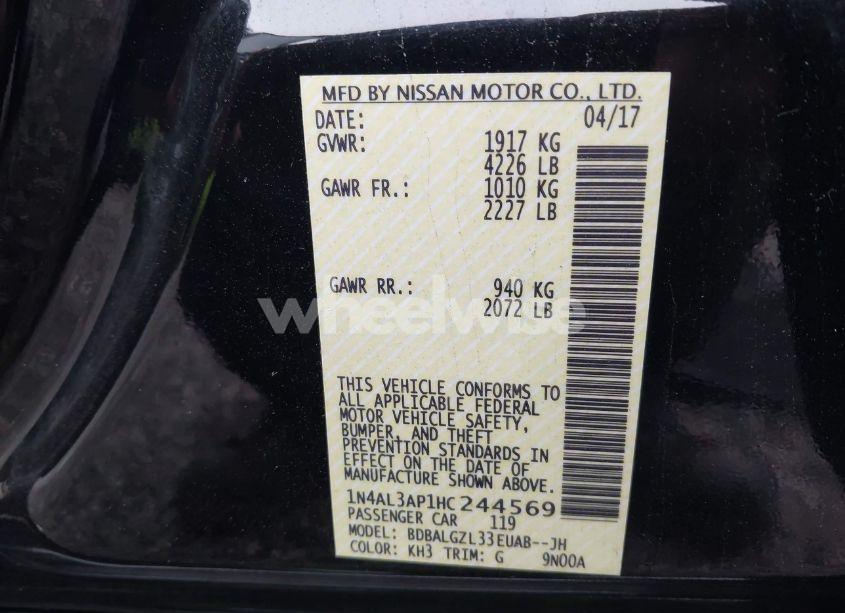 MFD BY NISSAN MOTOR CO., LTD.
DATE: 04/17
GVWR: 1917 KG
4226 LB
GAWR FR.: 1010 KG
2227 LB
GAWR RR.: 940 KG
2072 LB
wheelwise
THIS VEHICLE CONFORMS TO
ALL APPLICABLE FEDERAL
MOTOR VEHICLE SAFETY,
BUMPER, AND THEFT
PREVENTION STANDARDS IN
EFFECT ON THE DATE OF
MANUFACTURE SHOWN ABOVE.
1N4AL3AP1HC244569
PASSENGER CAR 119
MODEL: BDBALGZL33EUAB--JH
COLOR: KH3 TRIM: G 9N00A